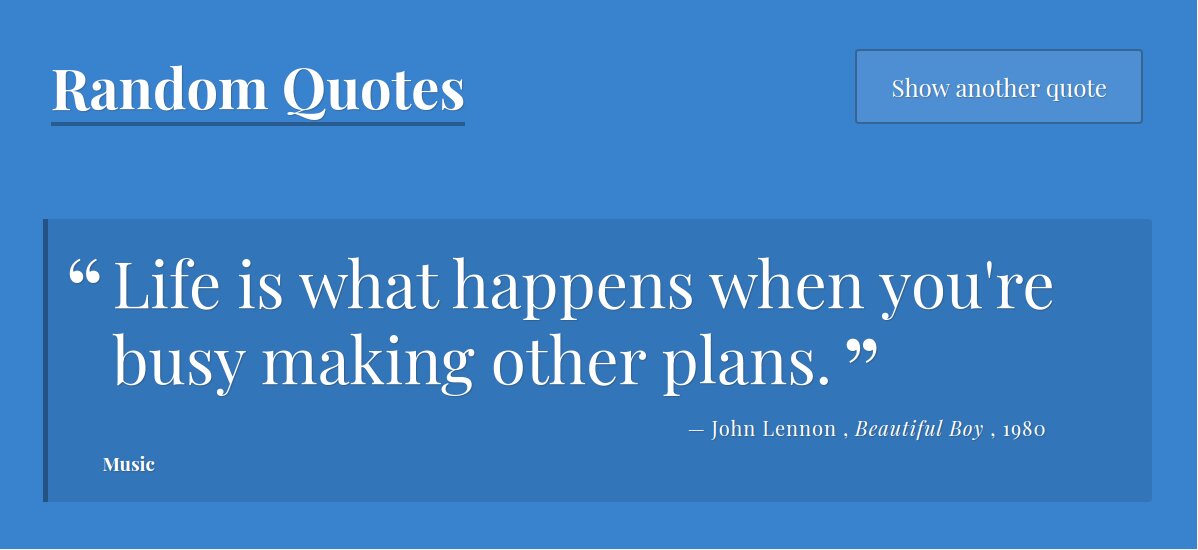 Random Quotes
Show another quote
“ Life is what happens when you're
busy making other plans. ”
— John Lennon , Beautiful Boy , 1980
Music